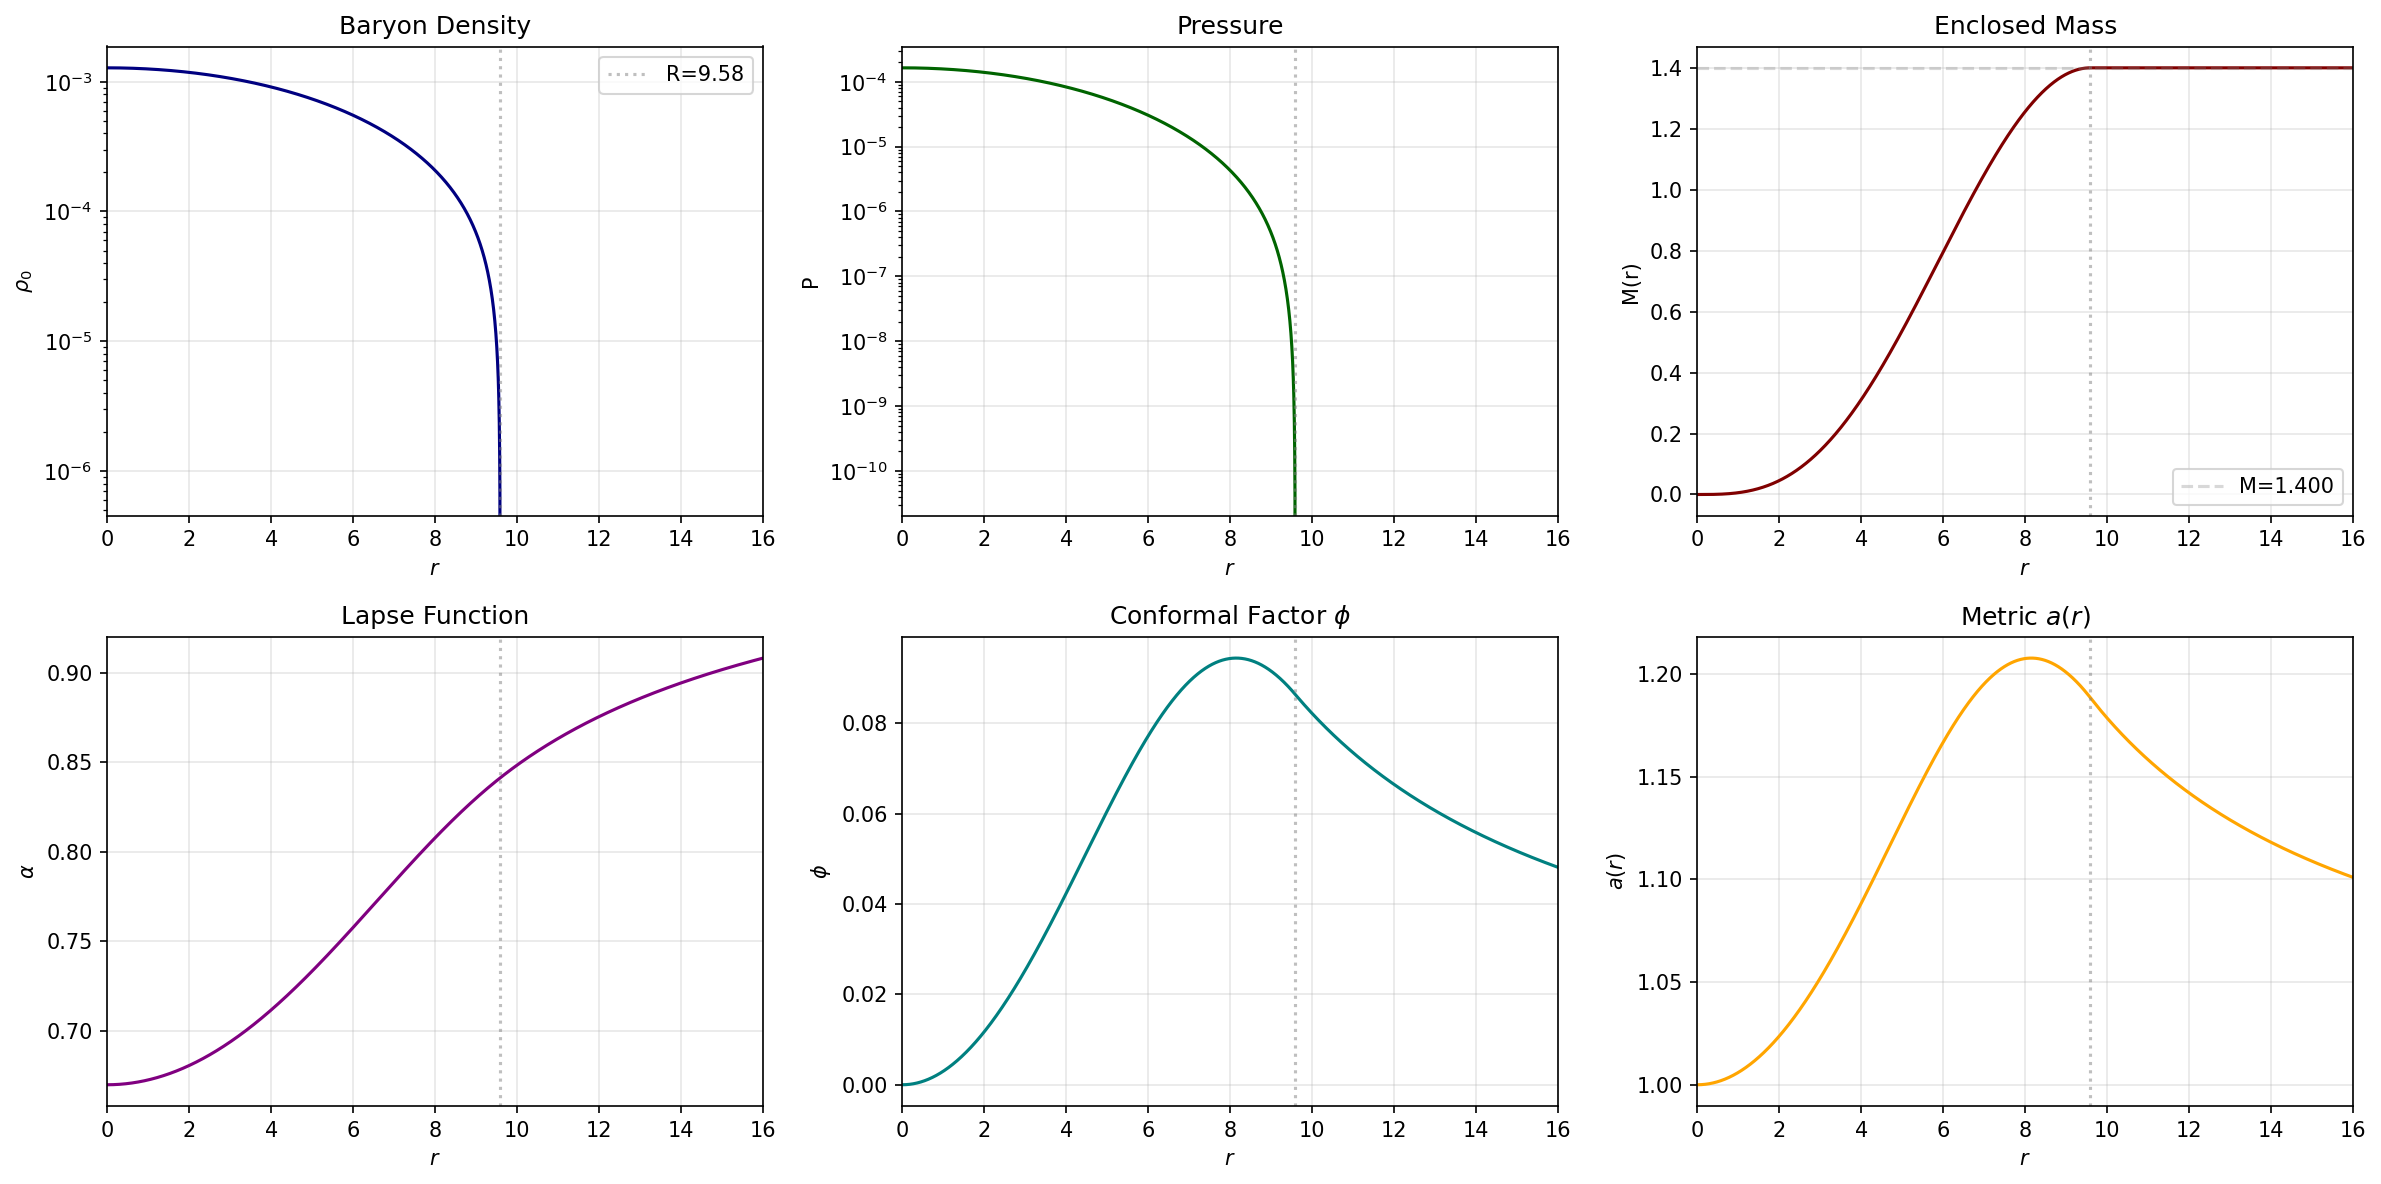 Baryon Density
10⁻³
10⁻⁴
10⁻⁵
10⁻⁶
ρ₀
R=9.58
0 2 4 6 8 10 12 14 16
r
Pressure
10⁻⁴
10⁻⁵
10⁻⁶
10⁻⁷
10⁻⁸
10⁻⁹
10⁻¹⁰
P
0 2 4 6 8 10 12 14 16
r
Enclosed Mass
1.4
1.2
1.0
0.8
0.6
0.4
0.2
0.0
M(r)
M=1.400
0 2 4 6 8 10 12 14 16
r
Lapse Function
0.90
0.85
0.80
0.75
0.70
α
0 2 4 6 8 10 12 14 16
r
Conformal Factor ϕ
0.08
0.06
0.04
0.02
0.00
ϕ
0 2 4 6 8 10 12 14 16
r
Metric a(r)
1.20
1.15
1.10
1.05
1.00
a(r)
0 2 4 6 8 10 12 14 16
r